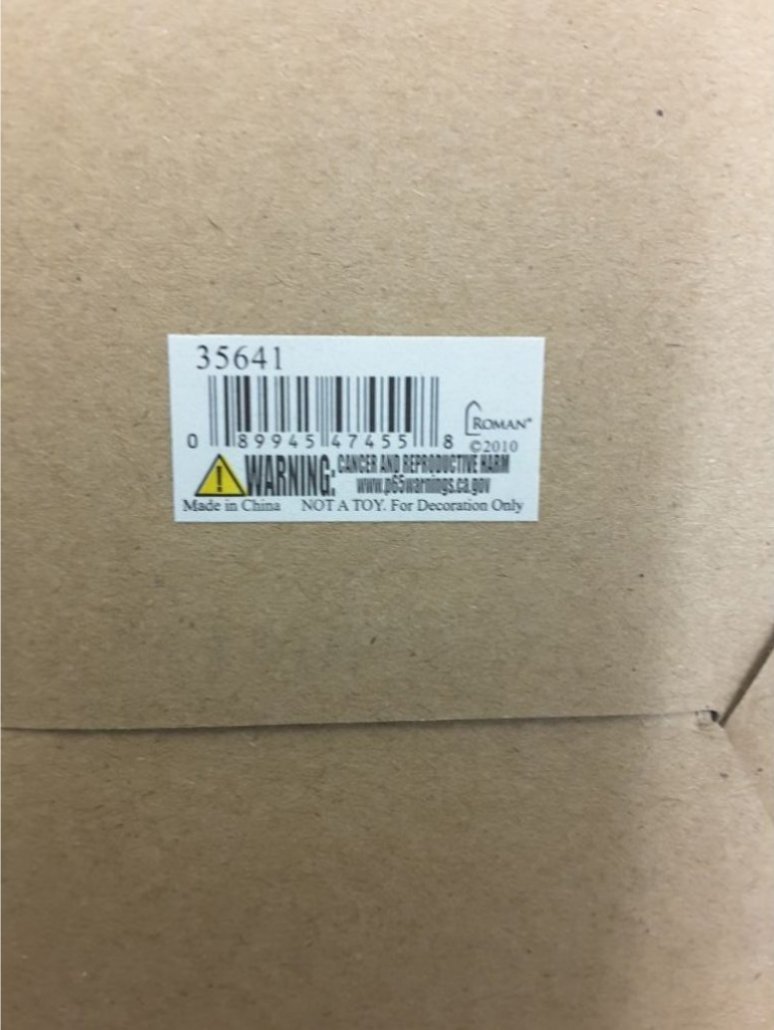 35641
0 89945 47455 8
ROMAN®
©2010
WARNING: CANCER AND REPRODUCTIVE HARM
www.p65warnings.ca.gov
Made in China NOT A TOY. For Decoration Only